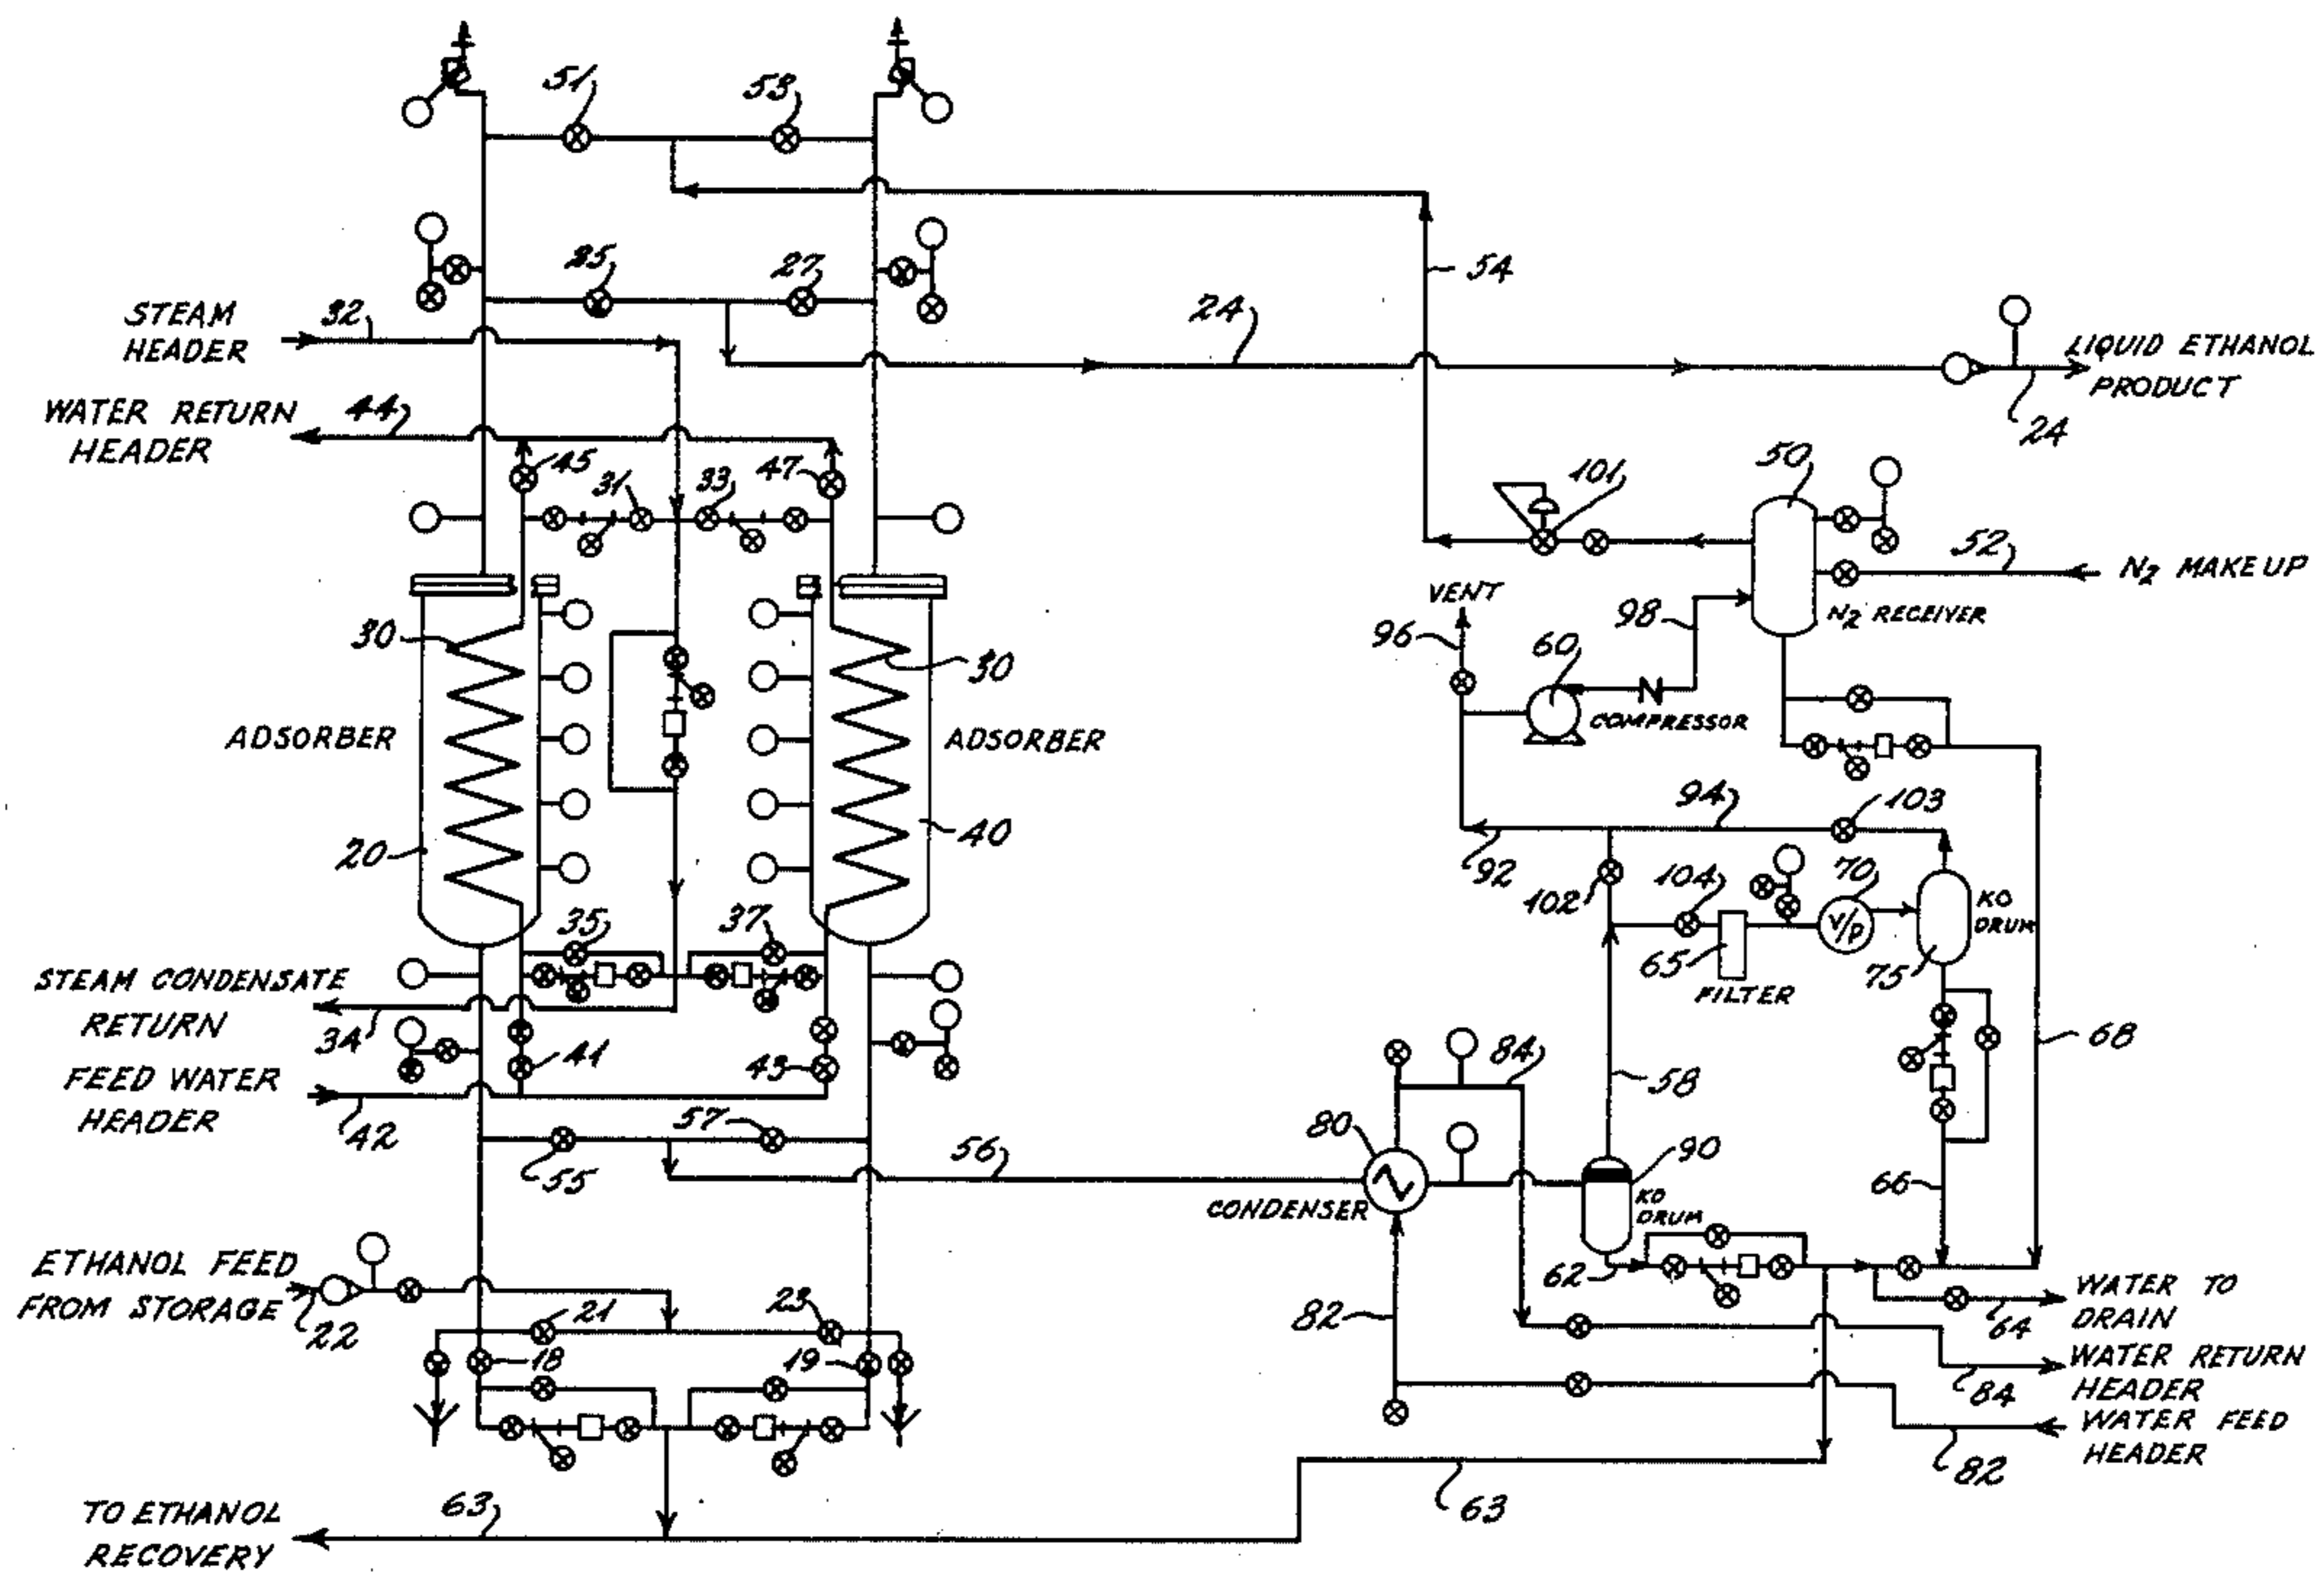 51
53
25
27
54
24
STEAM
HEADER
32
LIQUID ETHANOL
PRODUCT
24
WATER RETURN
HEADER
44
45
31
33
47
101
50
52
N2 MAKEUP
N2 RECEIVER
VENT
96
98
60
COMPRESSOR
30
30
ADSORBER
ADSORBER
94
103
20
40
92
102
104
70
KO
DRUM
65
FILTER
75
35
37
STEAM CONDENSATE
RETURN
34
41
43
68
58
84
FEED WATER
HEADER
42
57
55
56
80
CONDENSER
90
KO
DRUM
66
V/P
62
ETHANOL FEED
FROM STORAGE
22
21
23
18
19
82
WATER TO
DRAIN
64
WATER RETURN
HEADER
84
WATER FEED
HEADER
82
63
TO ETHANOL
RECOVERY
63